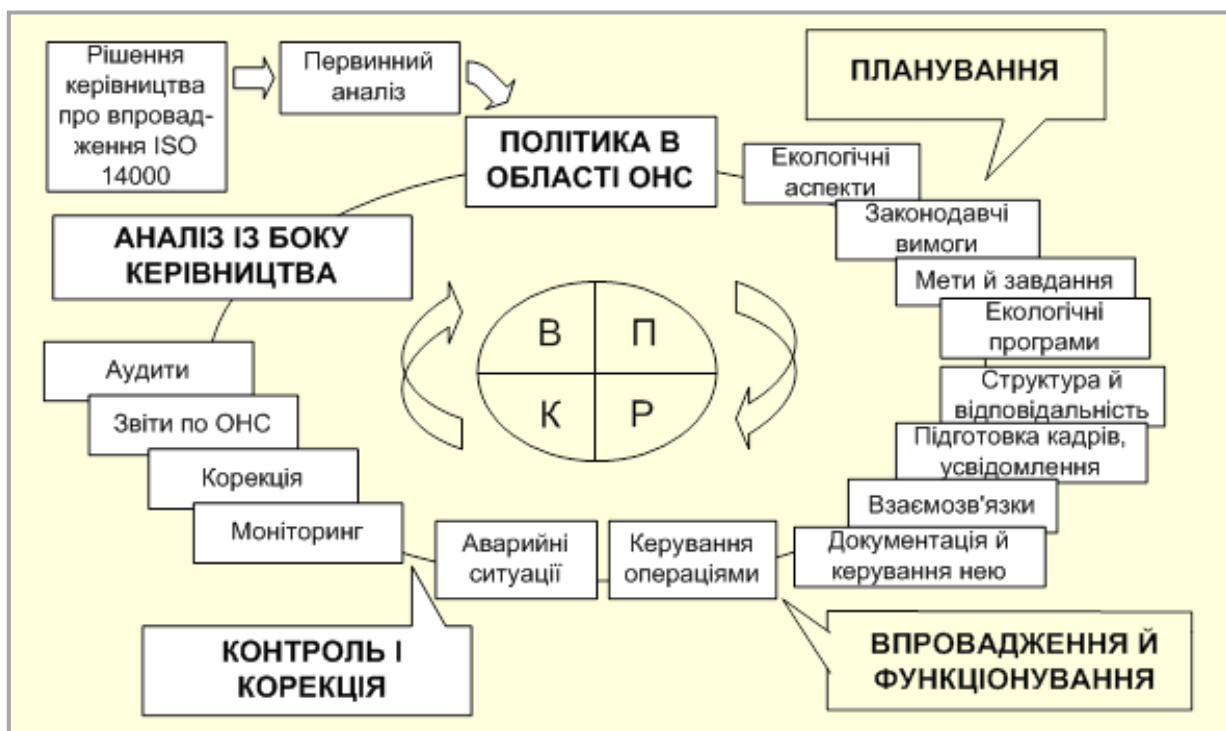 Рішення
керівництва
про впровад-
ження ISO
14000
Первинний
аналіз
ПОЛІТИКА В
ОБЛАСТІ ОНС
ПЛАНУВАННЯ
Екологічні
аспекти
Законодавчі
вимоги
Мети й завдання
Екологічні
програми
Структура й
відповідальність
Підготовка кадрів,
усвідомлення
Взаємозв'язки
Документація й
керування нею
ВПРОВАДЖЕННЯ Й
ФУНКЦІОНУВАННЯ
Керування
операціями
Аварійні
ситуації
КОНТРОЛЬ І
КОРЕКЦІЯ
Моніторинг
Корекція
Звіти по ОНС
Аудити
АНАЛІЗ ІЗ БОКУ
КЕРІВНИЦТВА
В П
К Р